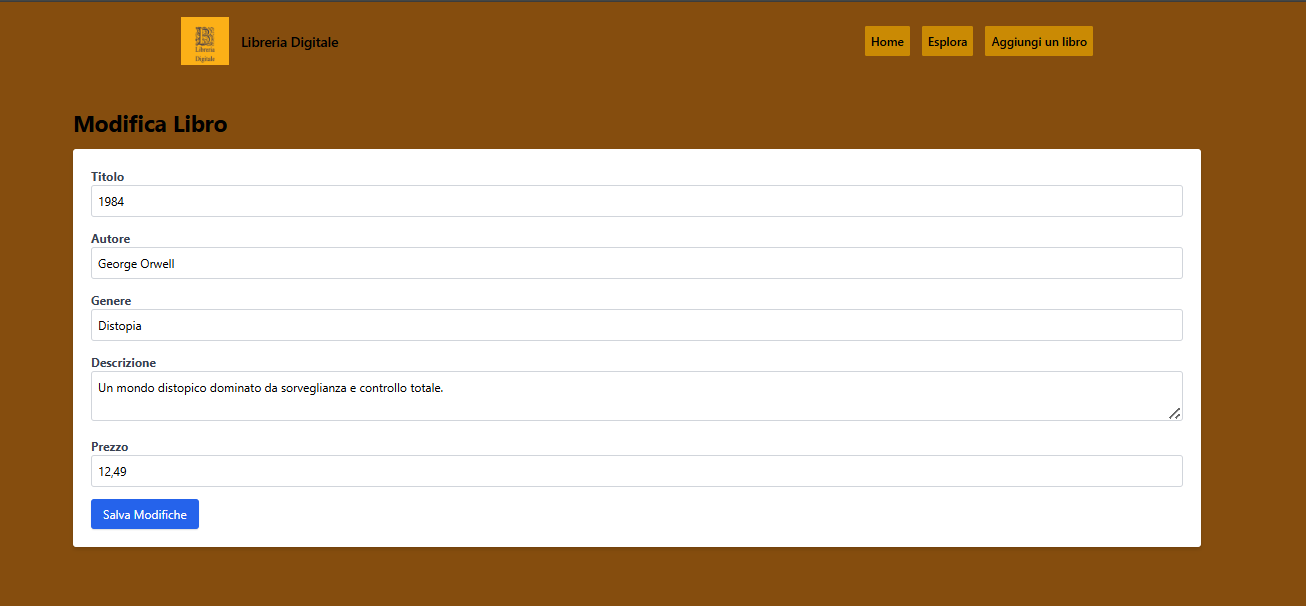 B
Libreria
Digitale
Libreria Digitale
Home
Esplora
Aggiungi un libro
Modifica Libro
Titolo
1984
Autore
George Orwell
Genere
Distopia
Descrizione
Un mondo distopico dominato da sorveglianza e controllo totale.
Prezzo
12,49
Salva Modifiche